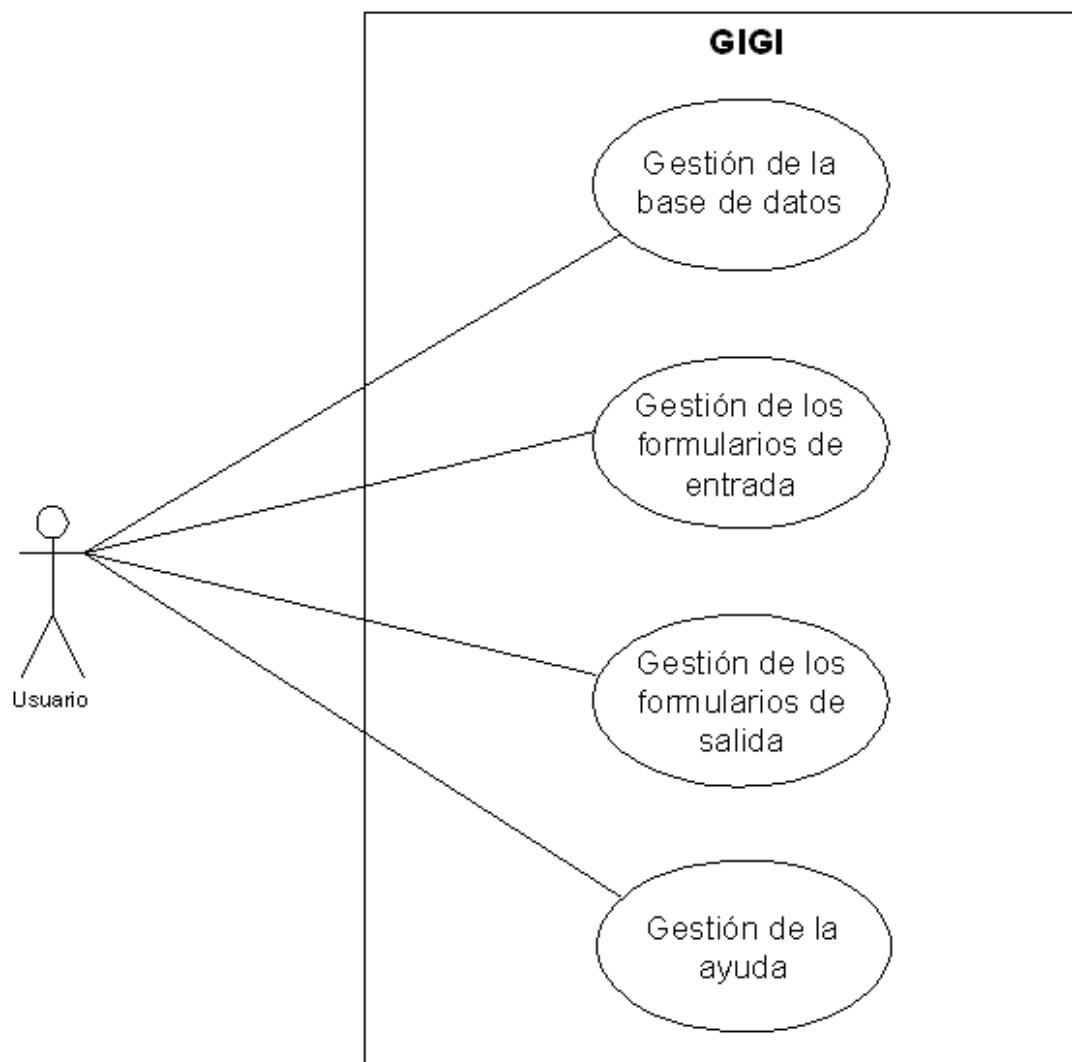 GIGI
Gestión de la
base de datos
Gestión de los
formularios de
entrada
Usuario
Gestión de los
formularios de
salida
Gestión de la
ayuda